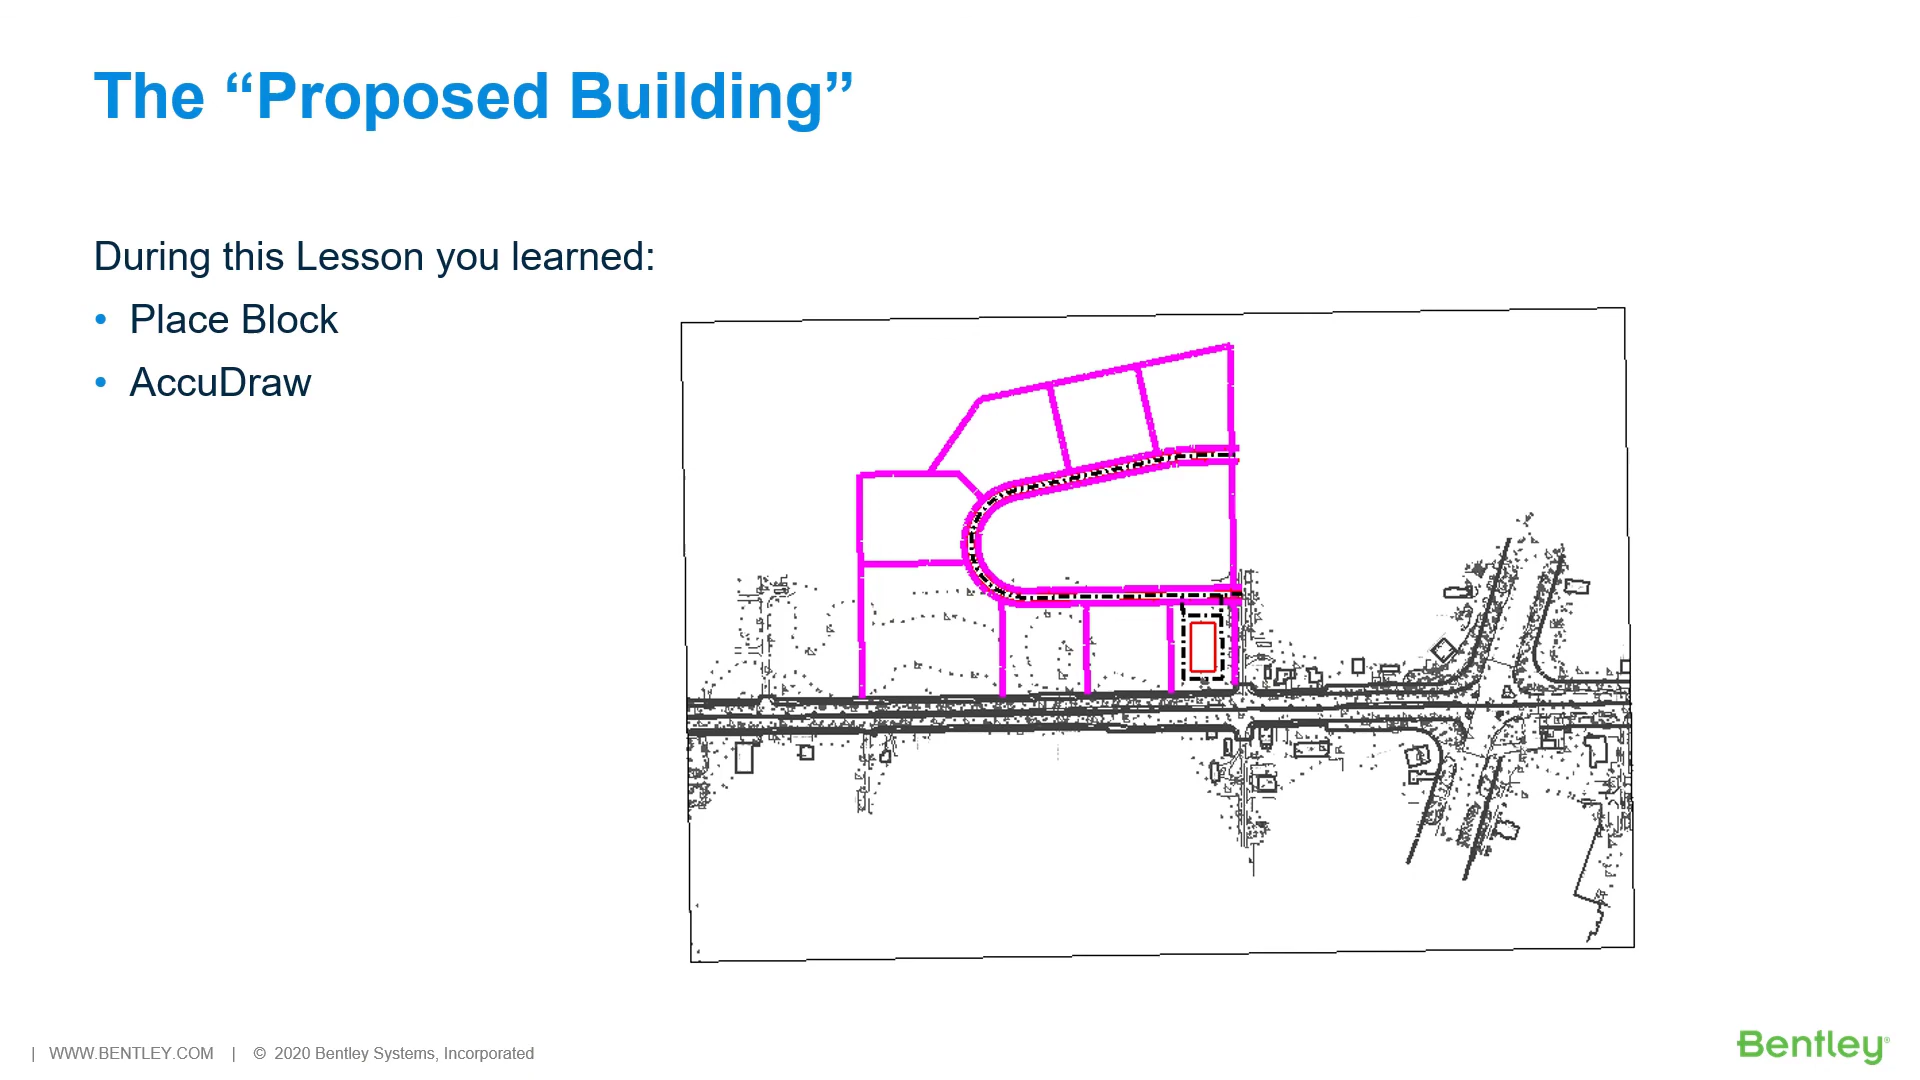 The “Proposed Building”
During this Lesson you learned:
• Place Block
• AccuDraw
| WWW.BENTLEY.COM | © 2020 Bentley Systems, Incorporated
Bentley®